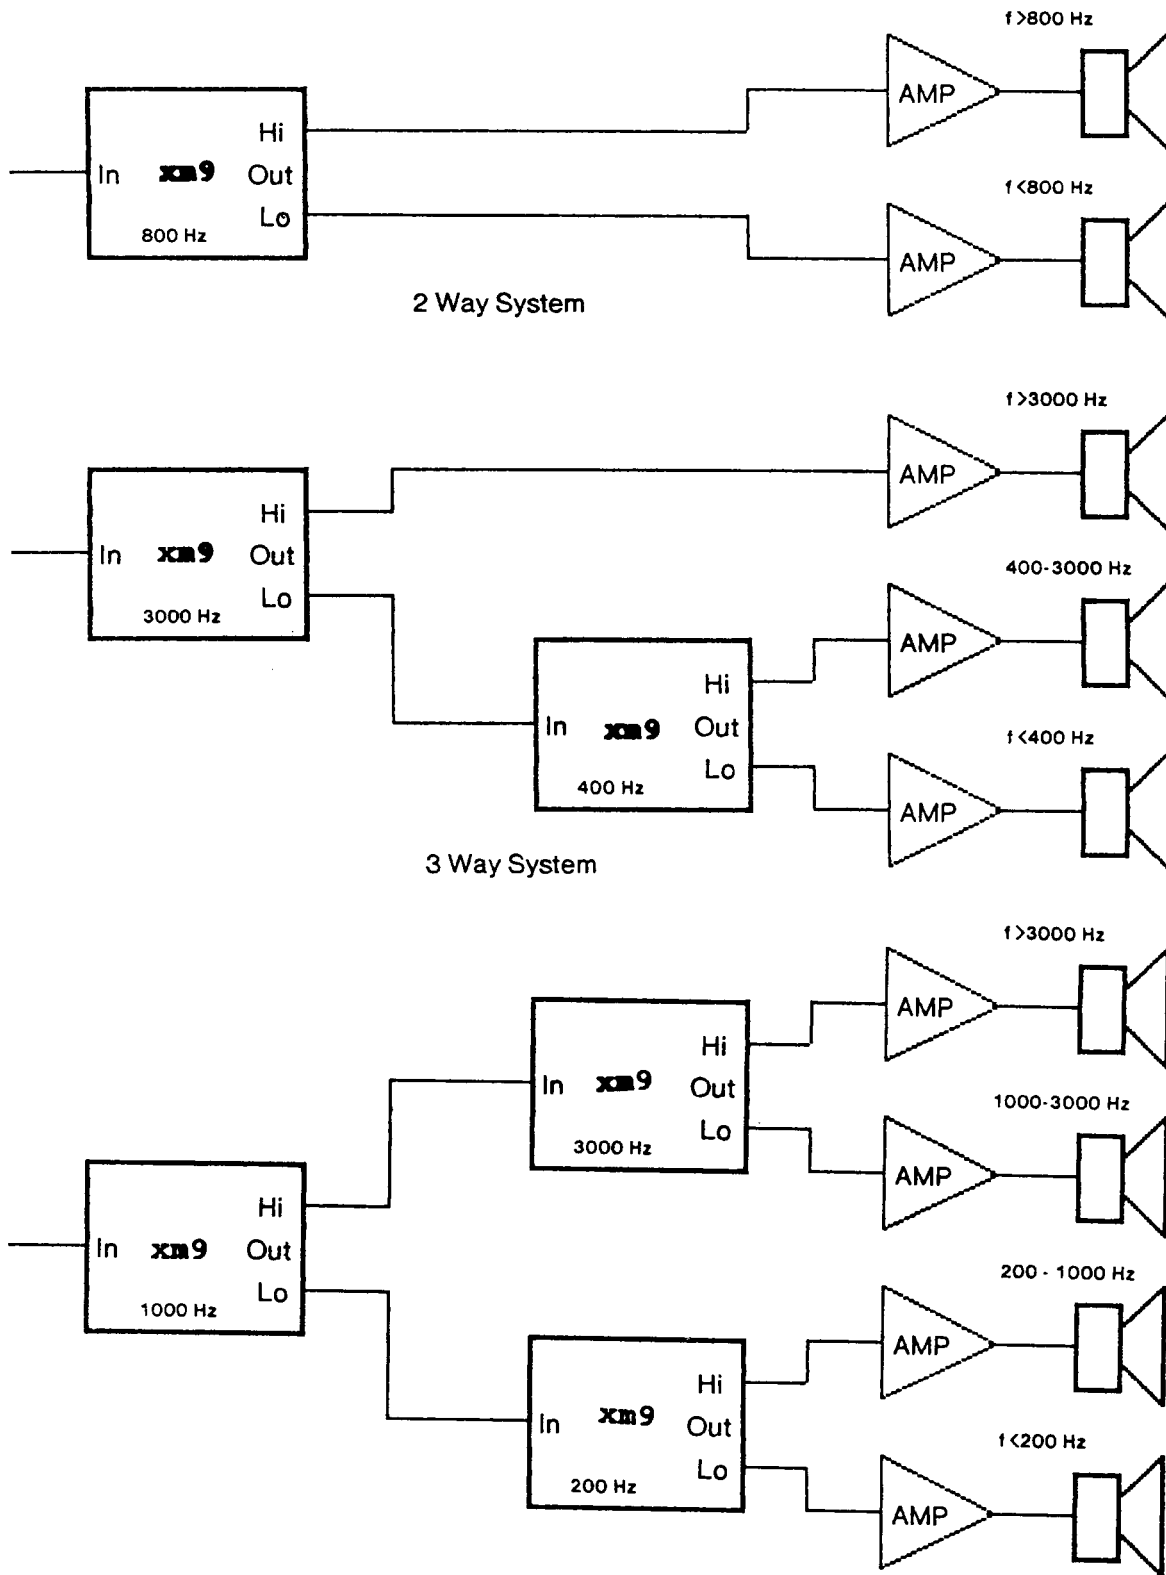 f>800 Hz
AMP
Hi
In xm9 Out
Lo
800 Hz
f<800 Hz
AMP
2 Way System
f>3000 Hz
AMP
Hi
In xm9 Out
Lo
3000 Hz
400-3000 Hz
AMP
Hi
In xm9 Out
Lo
400 Hz
f<400 Hz
AMP
3 Way System
f>3000 Hz
AMP
Hi
In xm9 Out
Lo
3000 Hz
1000-3000 Hz
AMP
Hi
In xm9 Out
Lo
1000 Hz
200 - 1000 Hz
AMP
Hi
In xm9 Out
Lo
200 Hz
f<200 Hz
AMP